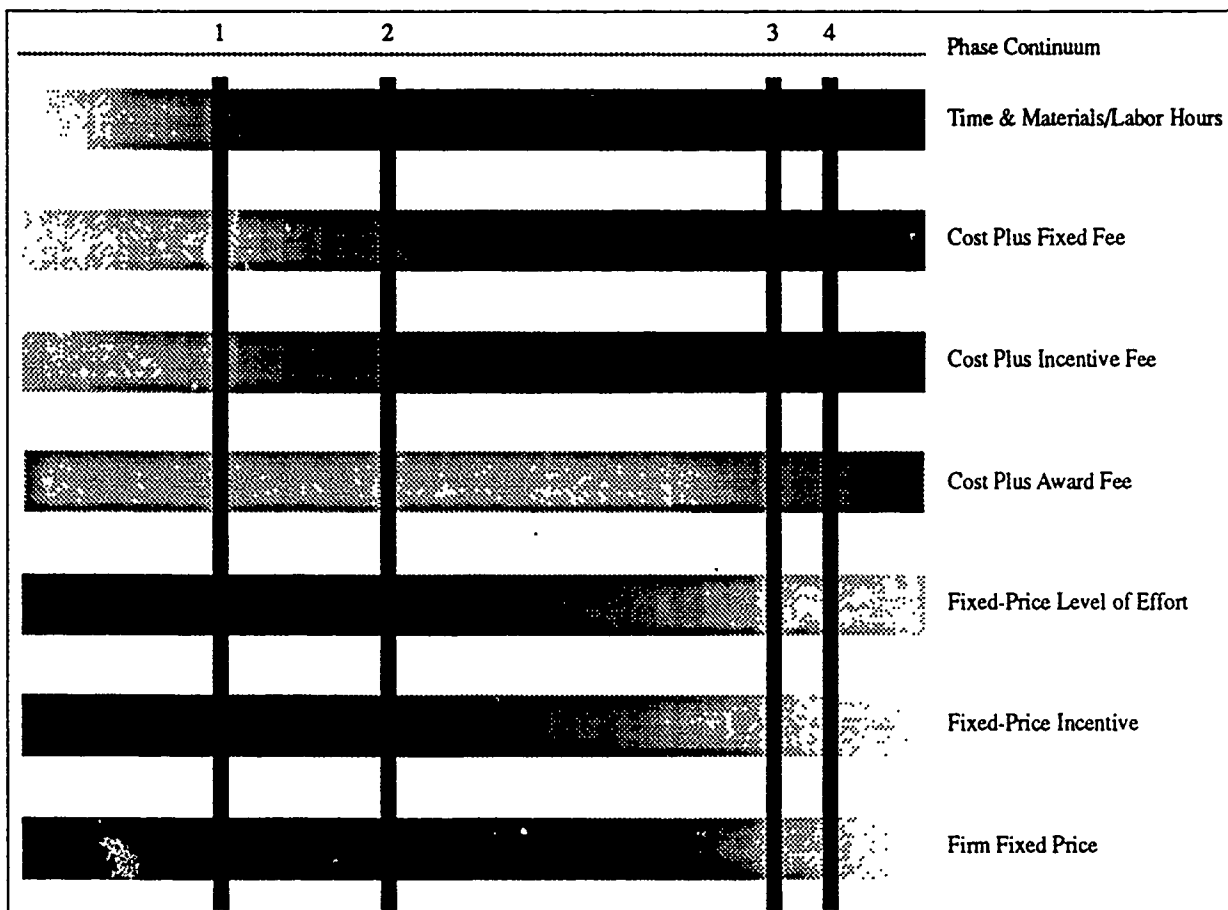 1 2 3 4
Phase Continuum
Time & Materials/Labor Hours
Cost Plus Fixed Fee
Cost Plus Incentive Fee
Cost Plus Award Fee
Fixed-Price Level of Effort
Fixed-Price Incentive
Firm Fixed Price